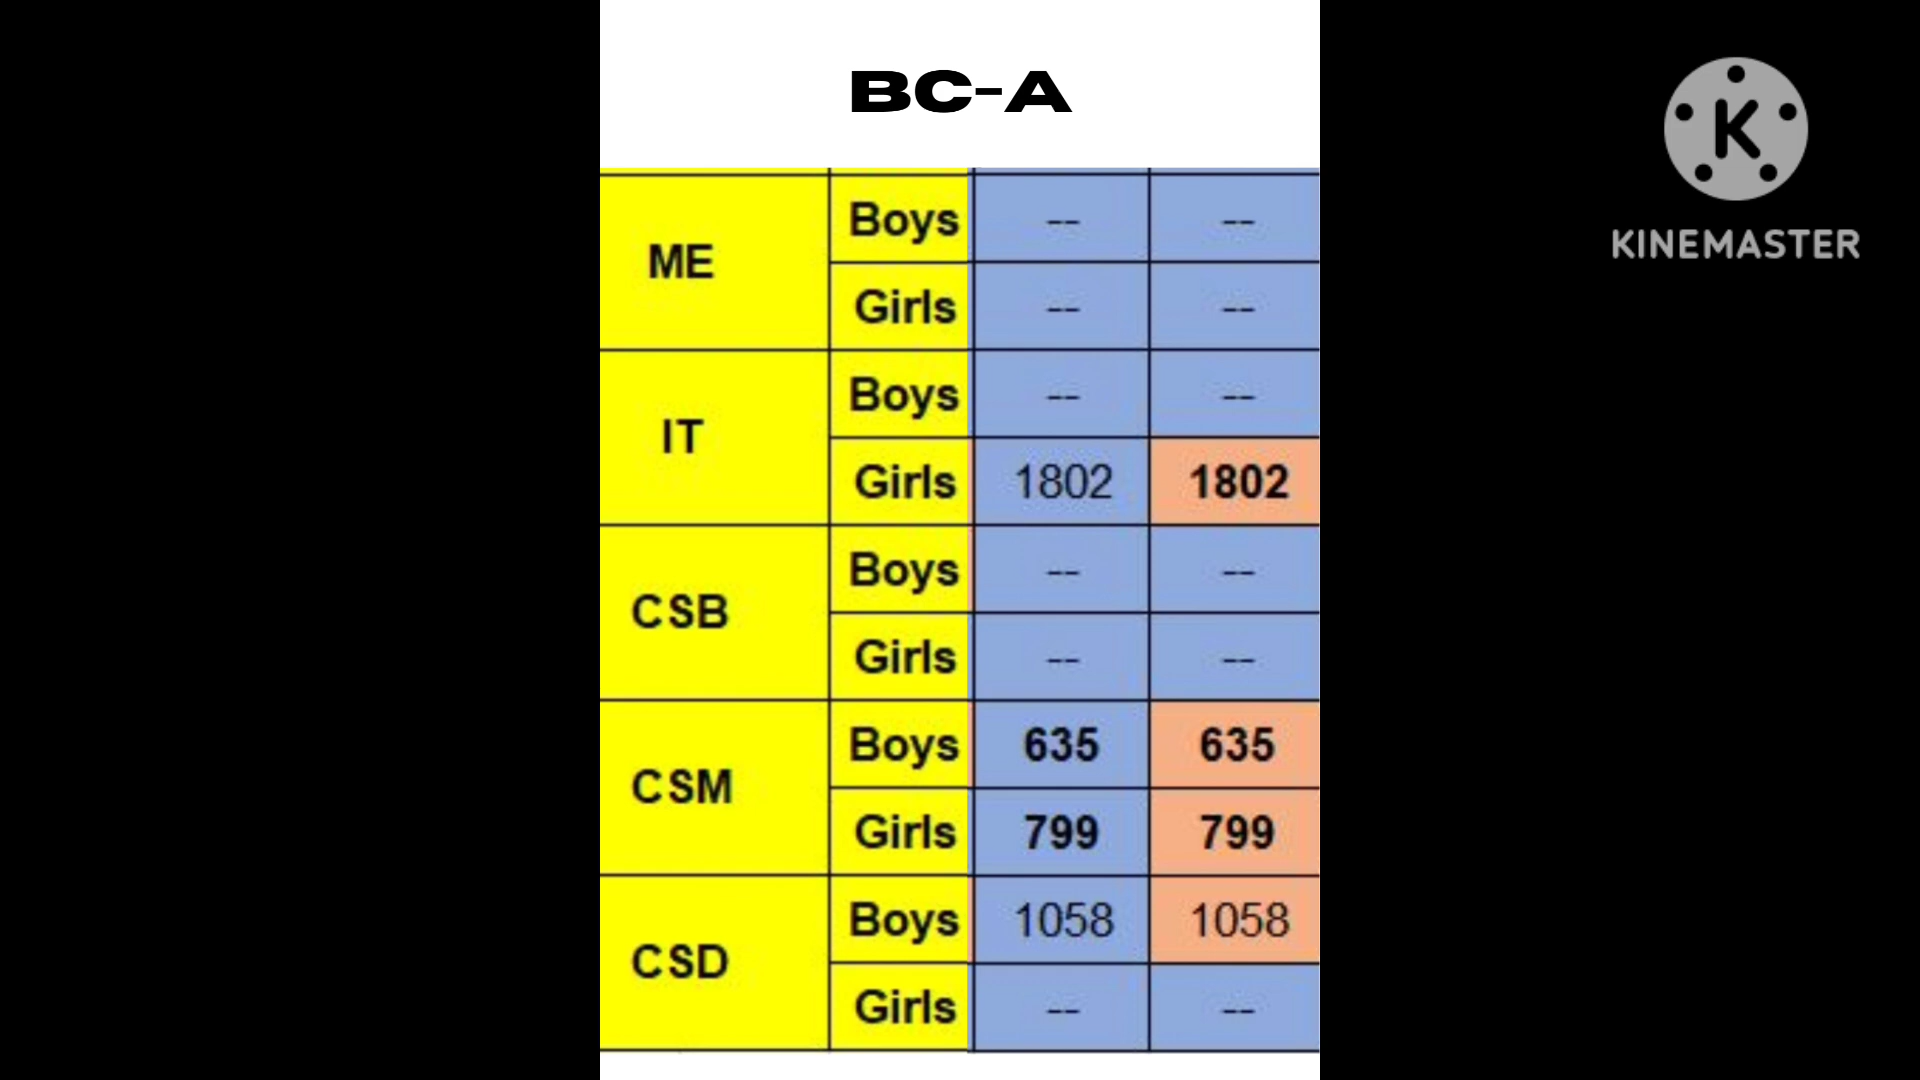 BC-A
ME Boys -- --
Girls -- --
IT Boys -- --
Girls 1802 1802
CSB Boys -- --
Girls -- --
CSM Boys 635 635
Girls 799 799
CSD Boys 1058 1058
Girls -- --
K
KINEMASTER